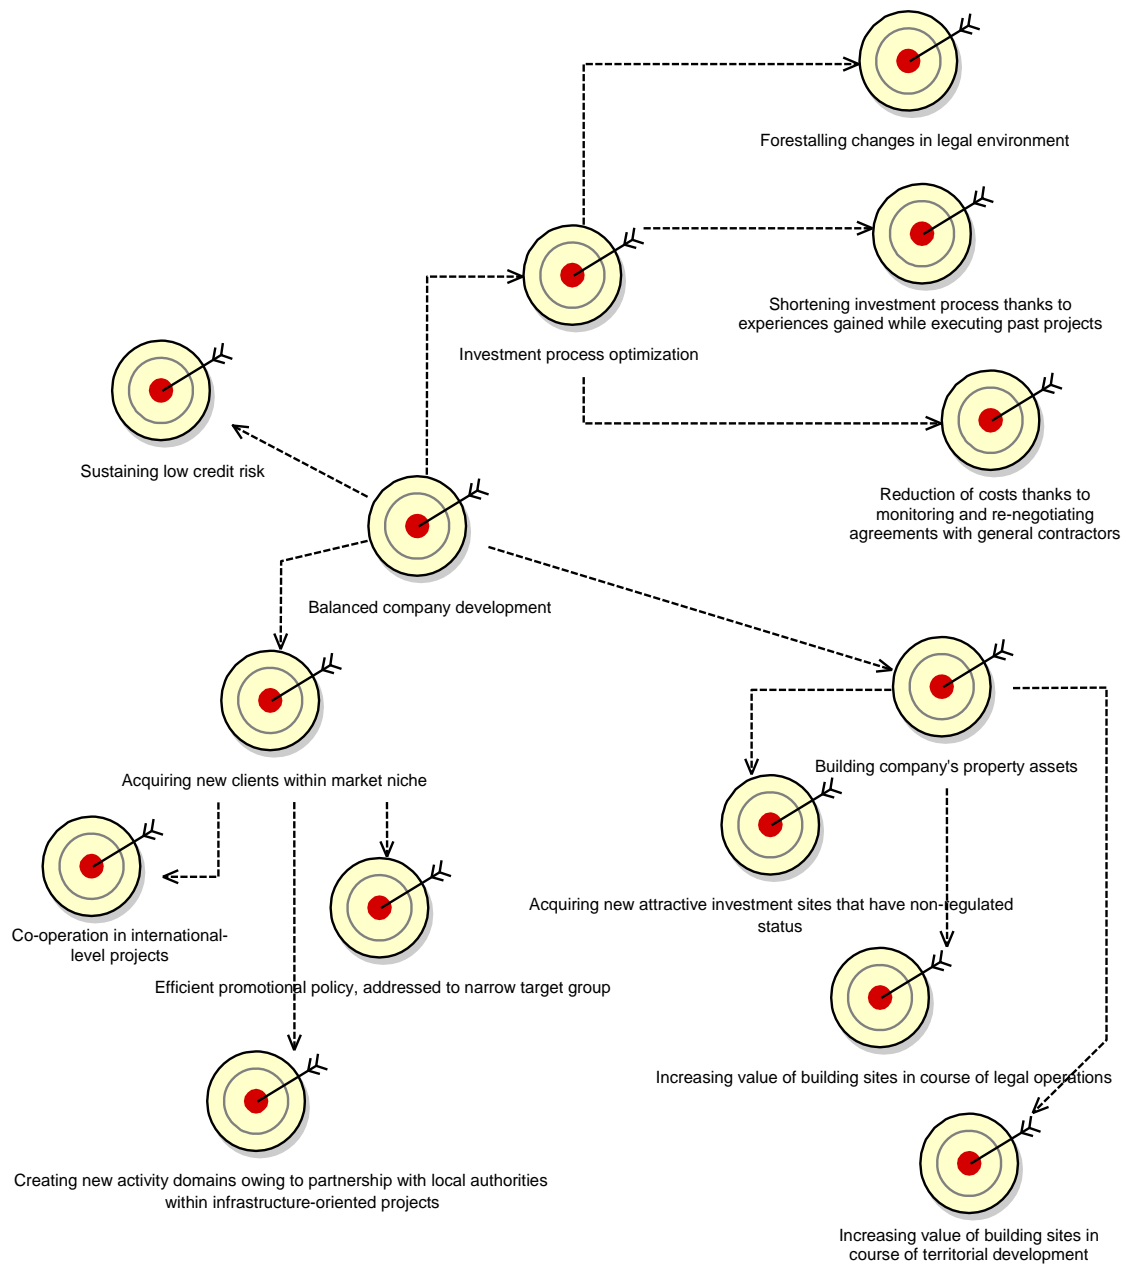 Forestalling changes in legal environment
Shortening investment process thanks to
experiences gained while executing past projects
Investment process optimization
Sustaining low credit risk
Reduction of costs thanks to
monitoring and re-negotiating
agreements with general contractors
Balanced company development
Building company's property assets
Acquiring new clients within market niche
Acquiring new attractive investment sites that have non-regulated
status
Co-operation in international-
level projects
Efficient promotional policy, addressed to narrow target group
Increasing value of building sites in course of legal operations
Creating new activity domains owing to partnership with local authorities
within infrastructure-oriented projects
Increasing value of building sites in
course of territorial development